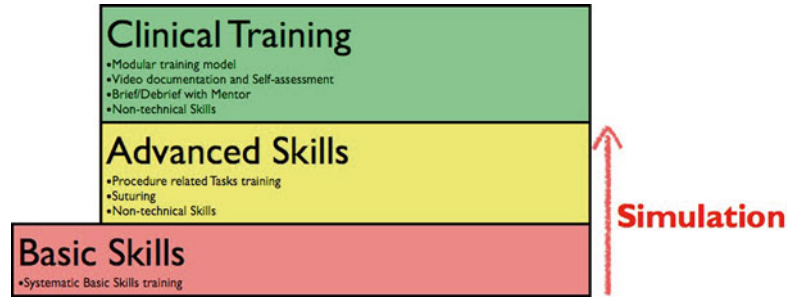 Clinical Training
•Modular training model
•Video documentation and Self-assessment
•Brief/Debrief with Mentor
•Non-technical Skills
Advanced Skills
•Procedure related Tasks training
•Suturing
•Non-technical Skills
Simulation
Basic Skills
•Systematic Basic Skills training